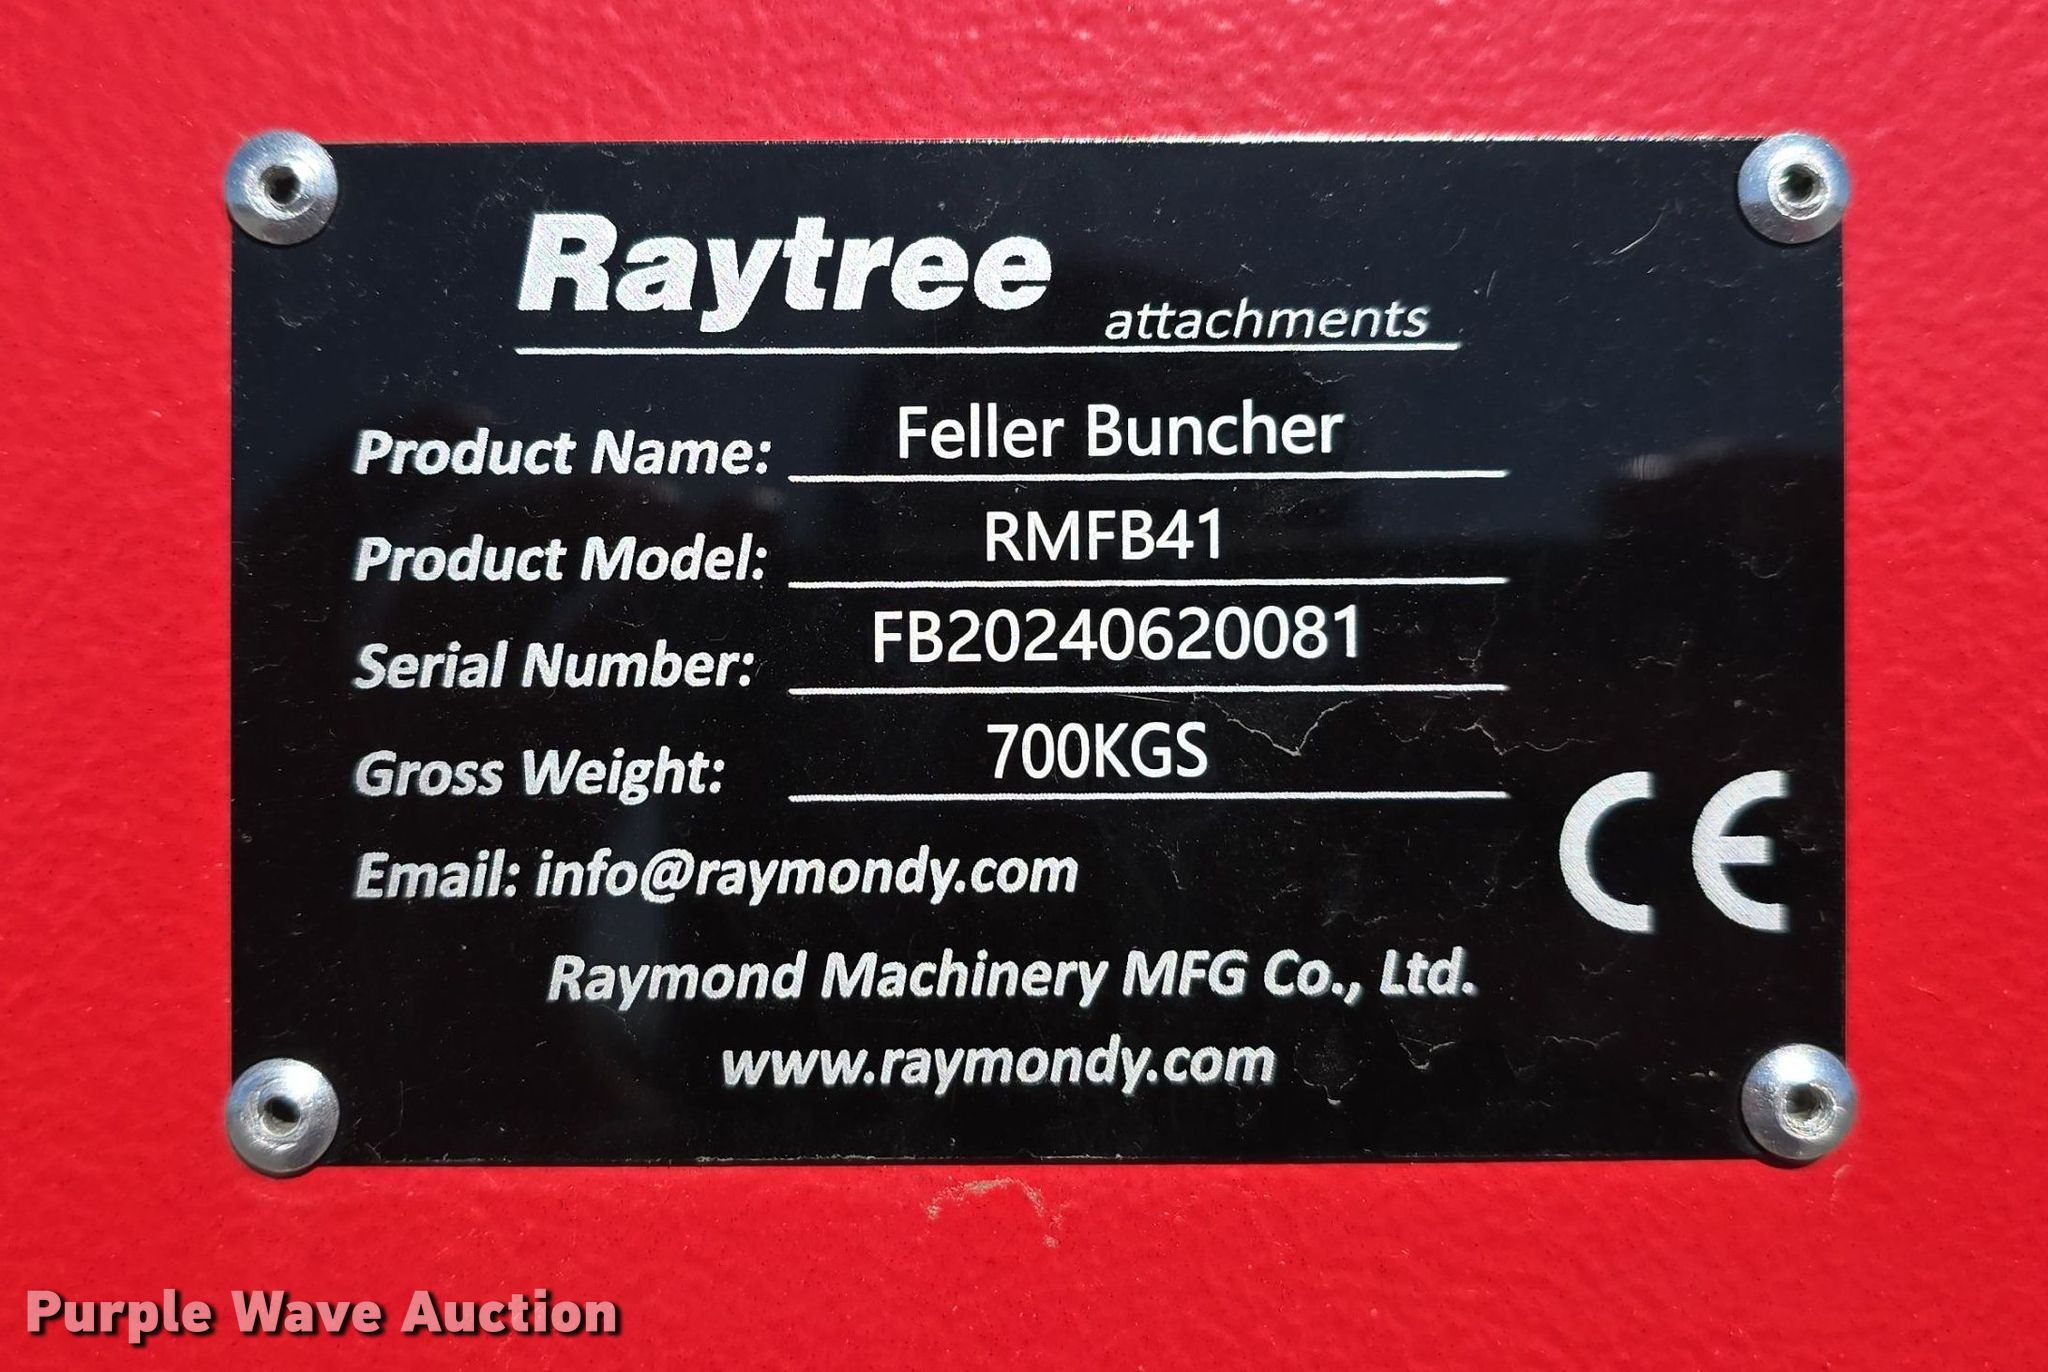 Raytree
attachments
Product Name: Feller Buncher
Product Model: RMFB41
Serial Number: FB20240620081
Gross Weight: 700KGS
Email: info@raymondy.com
CE
Raymond Machinery MFG Co., Ltd.
www.raymondy.com
Purple Wave Auction